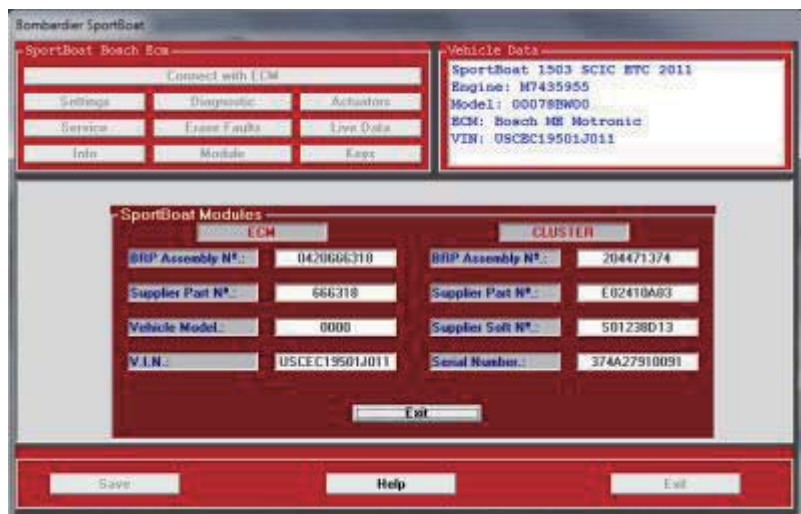 Bombardier SportBoat
SportBoat Bosch Ecm
Connect with ECM
Settings Diagnostic Actuators
Service Erase Faults Live Data
Info Module Keys
Vehicle Data
SportBoat 1503 SCIC ETC 2011
Engine: M7435955
Model: 00078BW00
ECM: Bosch ME Motronic
VIN: USCEC19501J011
SportBoat Modules
ECM CLUSTER
BRP Assembly Nº.: 0420666318 BRP Assembly Nº.: 204471374
Supplier Part Nº.: 666318 Supplier Part Nº.: E02410A03
Vehicle Model.: 0000 Supplier Soft Nº.: S01238D13
V.I.N.: USCEC19501J011 Serial Number.: 374A27910091
Exit
Save Help Exit